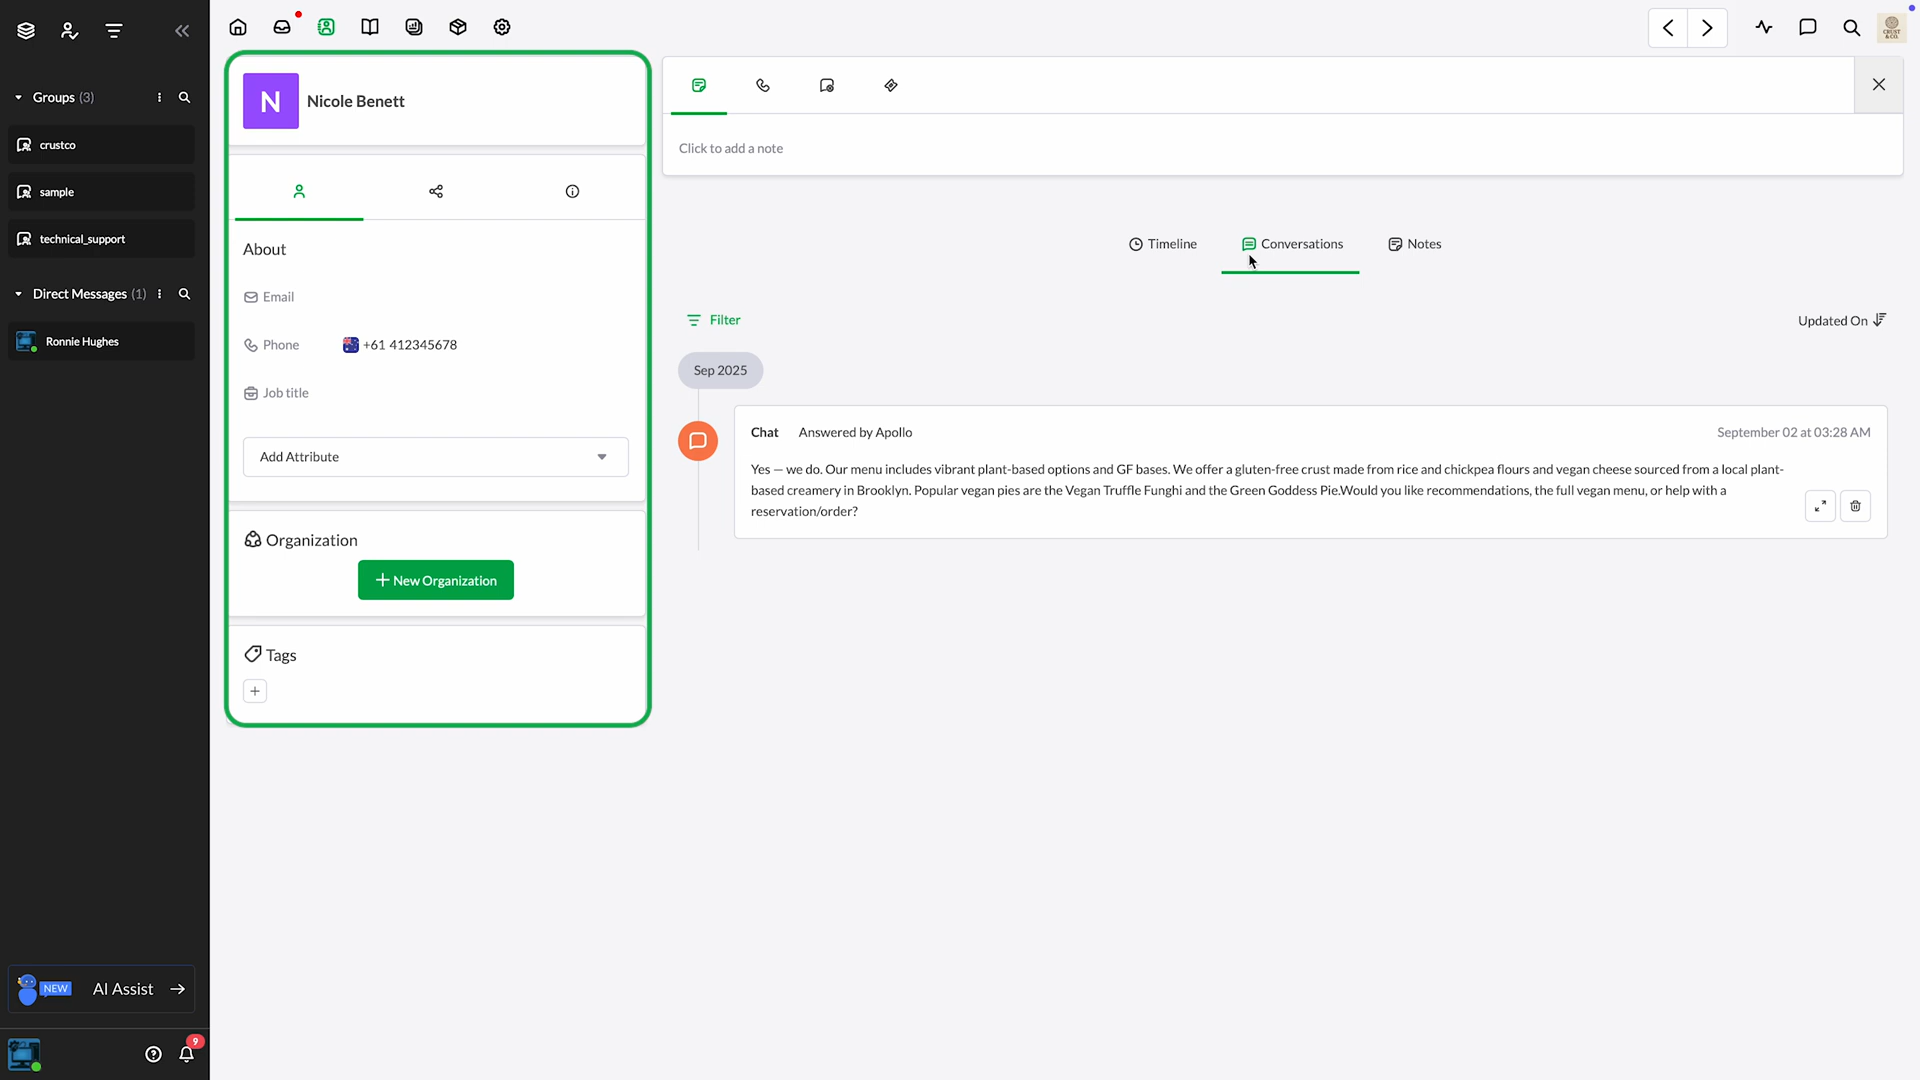 Groups (3)
crustco
sample
technical_support
Direct Messages (1)
Ronnie Hughes
NEW AI Assist
9
CRUST
& CO.
N Nicole Benett
About
Email
Phone +61 412345678
Job title
Add Attribute
Organization
+ New Organization
Tags
+
Click to add a note
Timeline Conversations Notes
Filter Updated On
Sep 2025
Chat Answered by Apollo September 02 at 03:28 AM
Yes — we do. Our menu includes vibrant plant-based options and GF bases. We offer a gluten-free crust made from rice and chickpea flours and vegan cheese sourced from a local plant-
based creamery in Brooklyn. Popular vegan pies are the Vegan Truffle Funghi and the Green Goddess Pie.Would you like recommendations, the full vegan menu, or help with a
reservation/order?